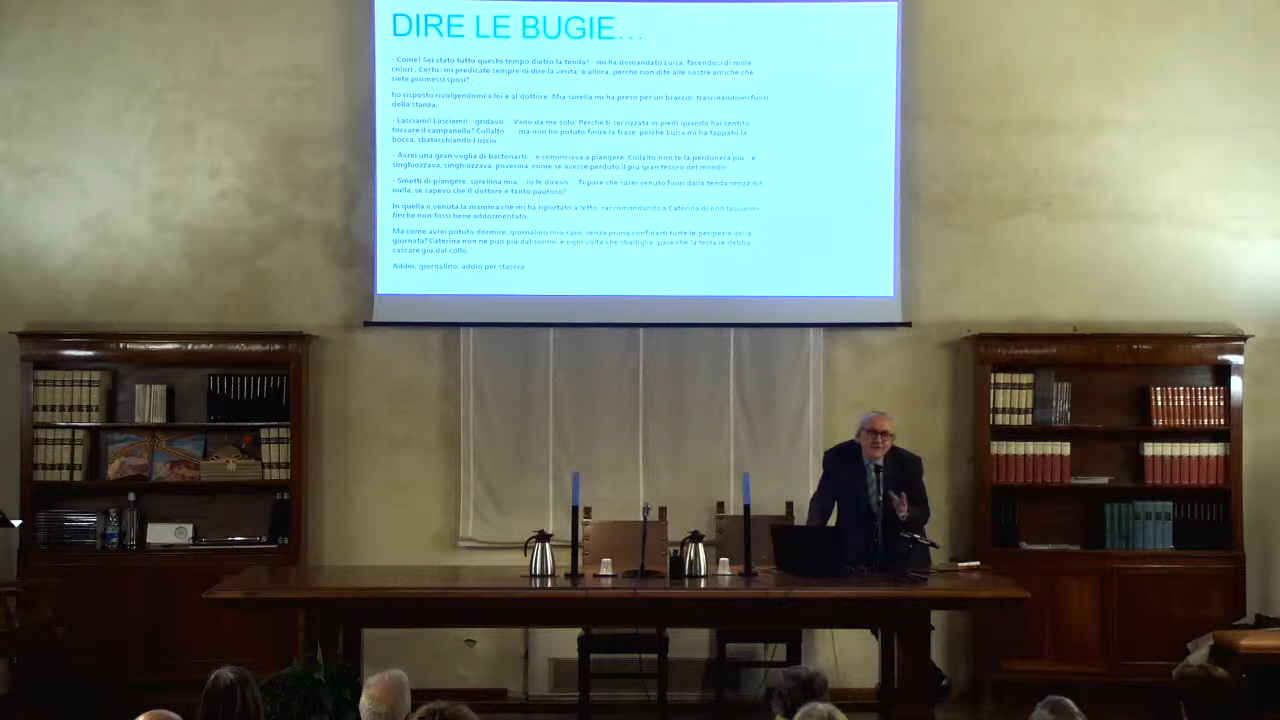 DIRE LE BUGIE...
- Come! Sei stato tutto questo tempo dietro la tenda? - mi ha domandato Luisa, facendosi di mille
colori. Certo: mi predicate sempre di dire la verità, e allora, perché non dite alle vostre amiche che
siete promessi sposi? -
ho risposto rivolgendomi a lei e al dottore. Mia sorella mi ha preso per un braccio, trascinandomi fuori
della stanza.
- Lasciami! Lasciami! - gridavo. - Vado da me solo. Perché ti sei rizzata in piedi quando hai sentito
toccare il campanello? Collalto... - ma non ho potuto finire la frase, perché Luisa mi ha tappato la
bocca, sbatacchiando l'uscio.
- Avrei una gran voglia di bastonarti, - e cominciava a piangere. Collalto non te la perdonerà più - e
singhiozzava, singhiozzava, poverina, come se avesse perduto il più gran tesoro del mondo.
- Smetti di piangere, sorellina mia, - io le dicevo. - Ti pare che sarei venuto fuori dalla tenda senza dir
nulla, se sapevo che il dottore è tanto pauroso? -
In quella è venuta la mamma che mi ha riportato a letto, raccomandando a Caterina di non lasciarmi
finché non fossi bene addormentato.
Ma come avrei potuto dormire, giornalino mio caro, senza prima confidarti tutte le peripezie della
giornata? Caterina non ne può più dal sonno, e ogni volta che sbadiglia, pare che la testa le debba
cascare giù dal collo.
Addio, giornalino, addio per stasera